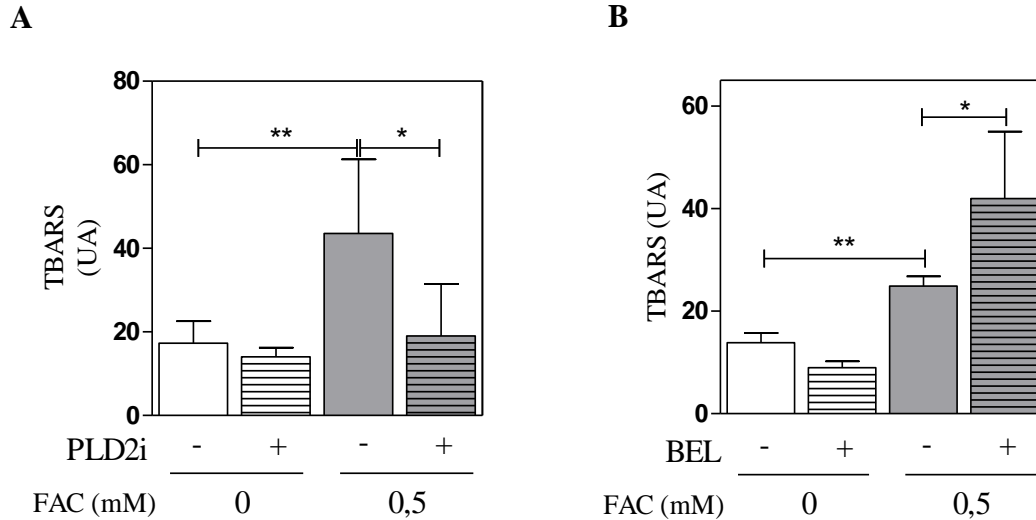 A
80
60
40
20
0
TBARS
(UA)
** *
PLD2i - + - +
FAC (mM) 0 0,5
B
60
40
20
0
TBARS (UA)
*
**
BEL - + - +
FAC (mM) 0 0,5